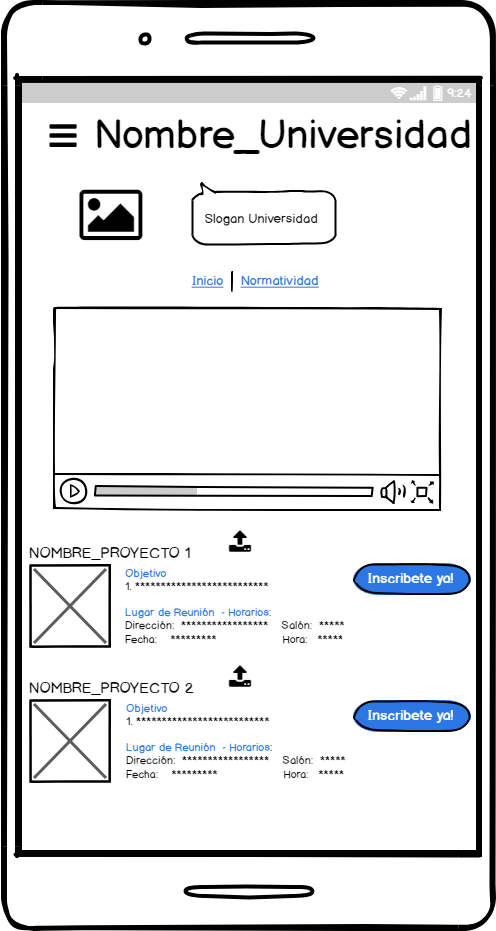 9:24
Nombre_Universidad
Slogan Universidad
Inicio | Normatividad
NOMBRE_PROYECTO 1
Objetivo
Inscribete ya!
1. **************************
Lugar de Reunión - Horarios:
Dirección: ***************** Salón: *****
Fecha: ********* Hora: *****
NOMBRE_PROYECTO 2
Objetivo
Inscribete ya!
1. **************************
Lugar de Reunión - Horarios:
Dirección: ***************** Salón: *****
Fecha: ********* Hora: *****